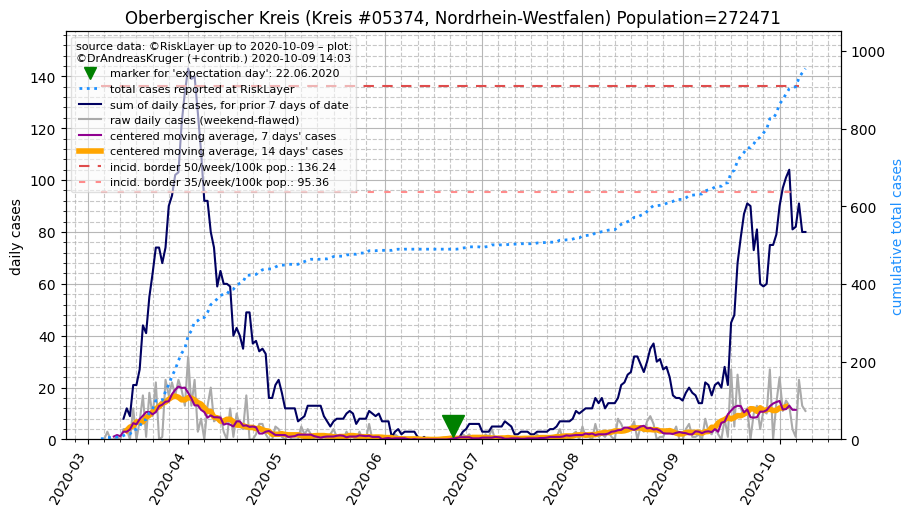 Oberbergischer Kreis (Kreis #05374, Nordrhein-Westfalen) Population=272471
source data: ©RiskLayer up to 2020-10-09 – plot:
©DrAndreasKruger (+contrib.) 2020-10-09 14:03
marker for 'expectation day': 22.06.2020
total cases reported at RiskLayer
sum of daily cases, for prior 7 days of date
raw daily cases (weekend-flawed)
centered moving average, 7 days' cases
centered moving average, 14 days' cases
incid. border 50/week/100k pop.: 136.24
incid. border 35/week/100k pop.: 95.36
daily cases
140
120
100
80
60
40
20
0
cumulative total cases
1000
800
600
400
200
0
2020-03
2020-04
2020-05
2020-06
2020-07
2020-08
2020-09
2020-10